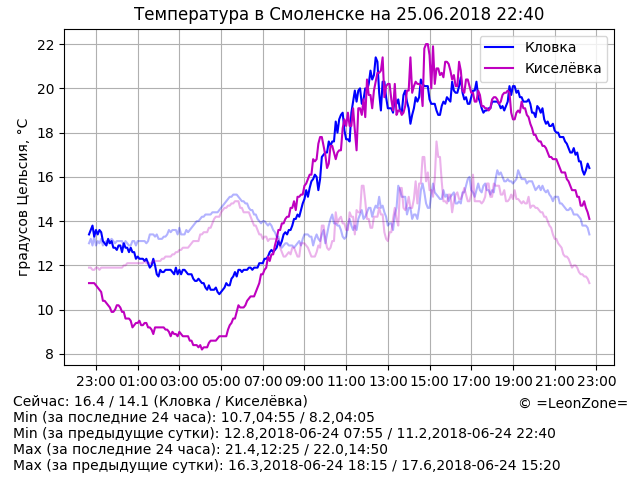 Температура в Смоленске на 25.06.2018 22:40
Кловка
Киселёвка
градусов Цельсия, °C
22
20
18
16
14
12
10
8
23:00 01:00 03:00 05:00 07:00 09:00 11:00 13:00 15:00 17:00 19:00 21:00 23:00
Сейчас: 16.4 / 14.1 (Кловка / Киселёвка)
© =LeonZone=
Min (за последние 24 часа): 10.7,04:55 / 8.2,04:05
Min (за предыдущие сутки): 12.8,2018-06-24 07:55 / 11.2,2018-06-24 22:40
Max (за последние 24 часа): 21.4,12:25 / 22.0,14:50
Max (за предыдущие сутки): 16.3,2018-06-24 18:15 / 17.6,2018-06-24 15:20